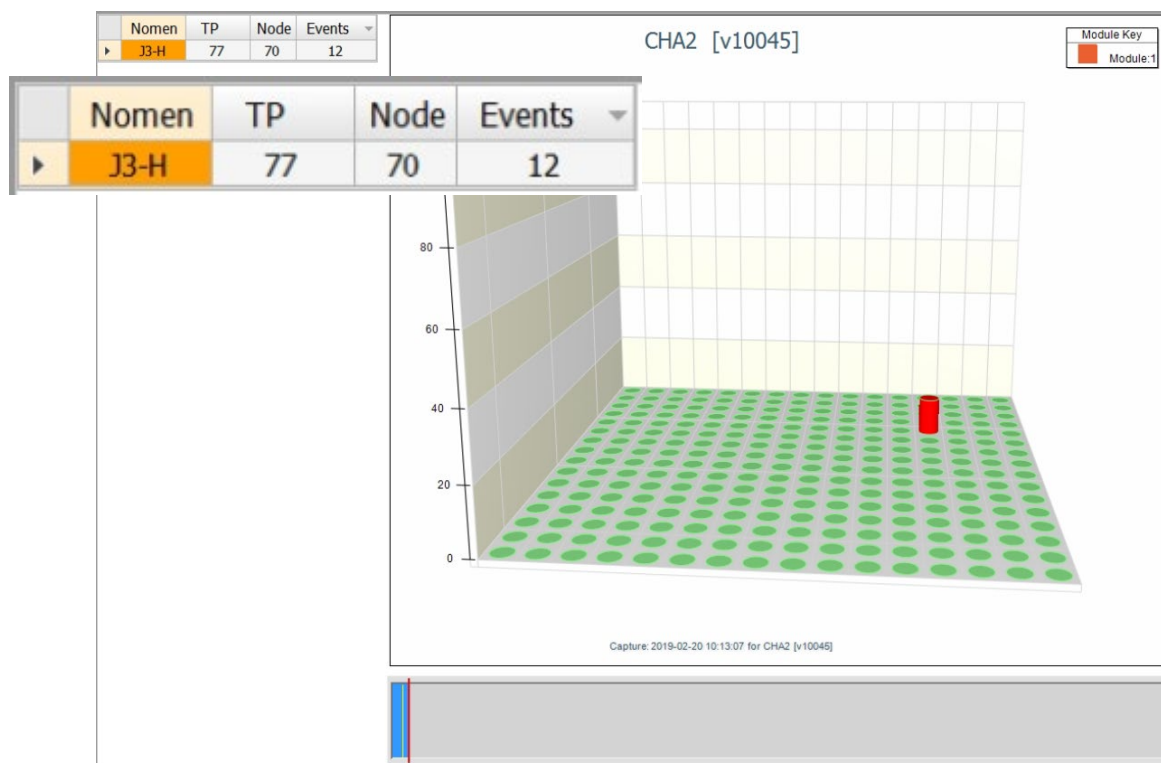 Nomen TP Node Events
J3-H 77 70 12
CHA2 [v10045]
Module Key
Module:1
Nomen TP Node Events
J3-H 77 70 12
80
60
40
20
0
Capture: 2019-02-20 10:13:07 for CHA2 [v10045]